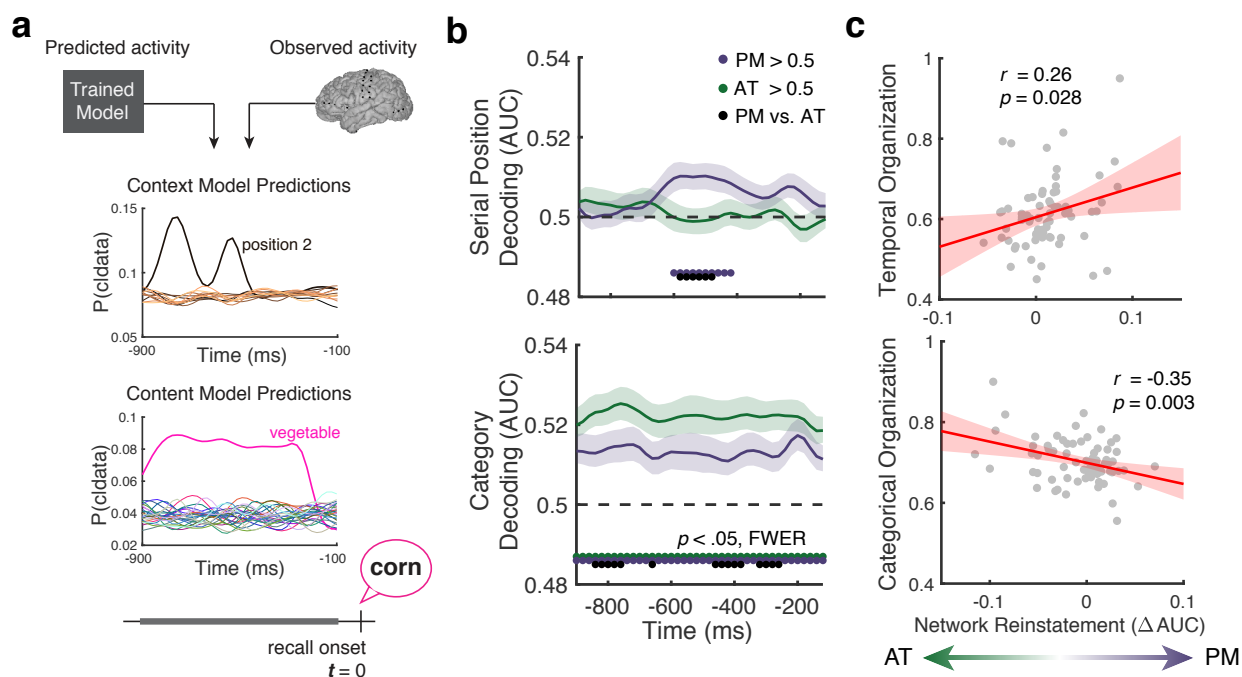 a
Predicted activity
Observed activity
Trained
Model
Context Model Predictions
0.15
0.1
0.05
P(cldata)
position 2
-900
-100
Time (ms)
Content Model Predictions
0.1
0.08
0.06
0.04
0.02
P(cldata)
vegetable
-900
-100
Time (ms)
corn
recall onset
t = 0
b
0.54
0.52
0.5
0.48
Serial Position
Decoding (AUC)
PM > 0.5
AT > 0.5
PM vs. AT
0.54
0.52
0.5
0.48
Category
Decoding (AUC)
p < .05, FWER
-800
-600
-400
-200
Time (ms)
c
1
0.8
0.6
0.4
Temporal Organization
r = 0.26
p = 0.028
-0.1
0
0.1
1
0.8
0.6
0.4
Categorical Organization
r = -0.35
p = 0.003
-0.1
0
0.1
Network Reinstatement (Δ AUC)
AT
PM